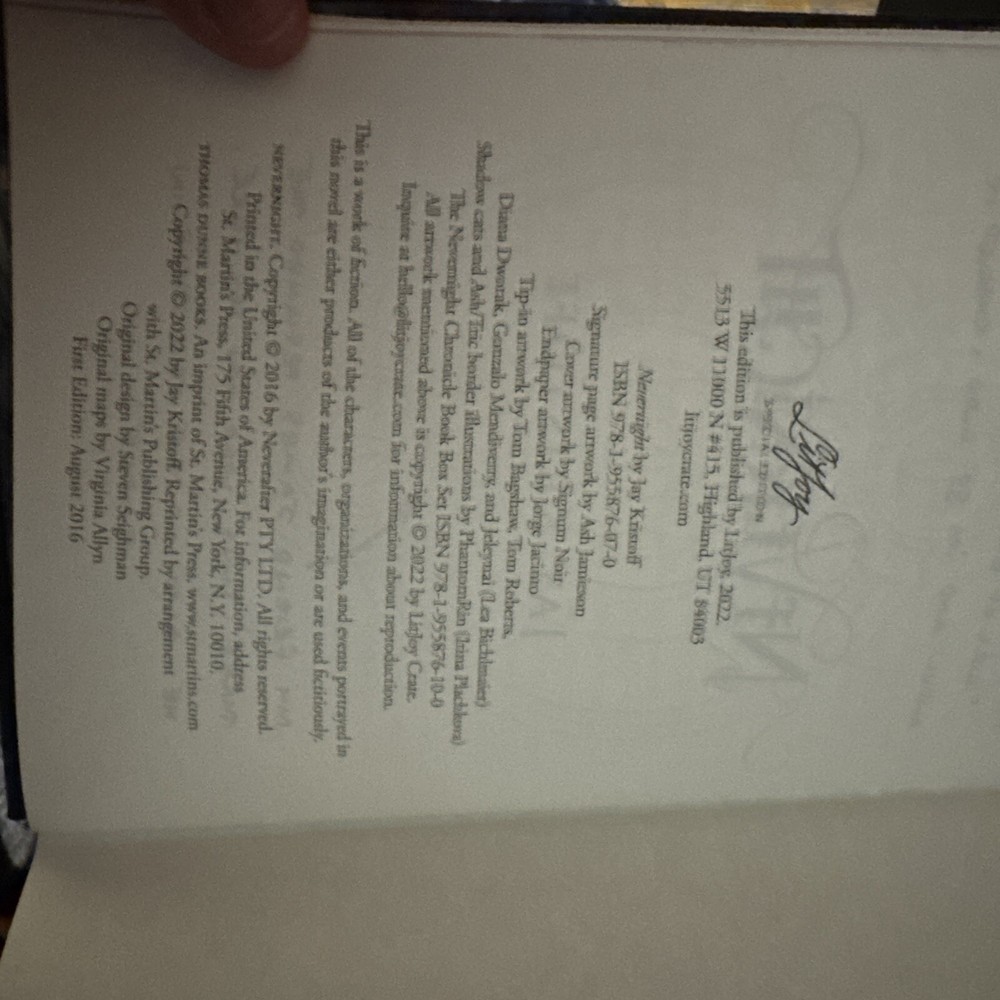 LitJoy
SPECIAL EDITION
This edition is published by LitJoy, 2022.
5513 W 11000 N #415, Highland, UT 84003
litjoycrate.com
Nevernight by Jay Kristoff
ISBN 978-1-955876-07-0
Signature page artwork by Ash Jamieson
Cover artwork by Signum Noir
Endpaper artwork by Jorge Jacinto
Tip-in artwork by Tom Bagshaw, Tom Roberts,
Diana Dworak, Gonzalo Mendiverry, and Jeleynai (Lea Bichlmaier)
Shadow cats and Ash/Tric border illustrations by PhantomRin (Irina Plachkova)
The Nevernight Chronicle Book Box Set ISBN 978-1-955876-10-0
All artwork mentioned above is copyright © 2022 by LitJoy Crate.
Inquire at hello@litjoycrate.com for information about reproduction.
This is a work of fiction. All of the characters, organizations, and events portrayed in
this novel are either products of the author's imagination or are used fictitiously.
NEVERNIGHT. Copyright © 2016 by Neverafter PTY LTD. All rights reserved.
Printed in the United States of America. For information, address
St. Martin's Press, 175 Fifth Avenue, New York, N.Y. 10010.
THOMAS DUNNE BOOKS. An imprint of St. Martin's Press. www.stmartins.com
Copyright © 2022 by Jay Kristoff. Reprinted by arrangement
with St. Martin's Publishing Group.
Original design by Steven Seighman
Original maps by Virginia Allyn
First Edition: August 2016